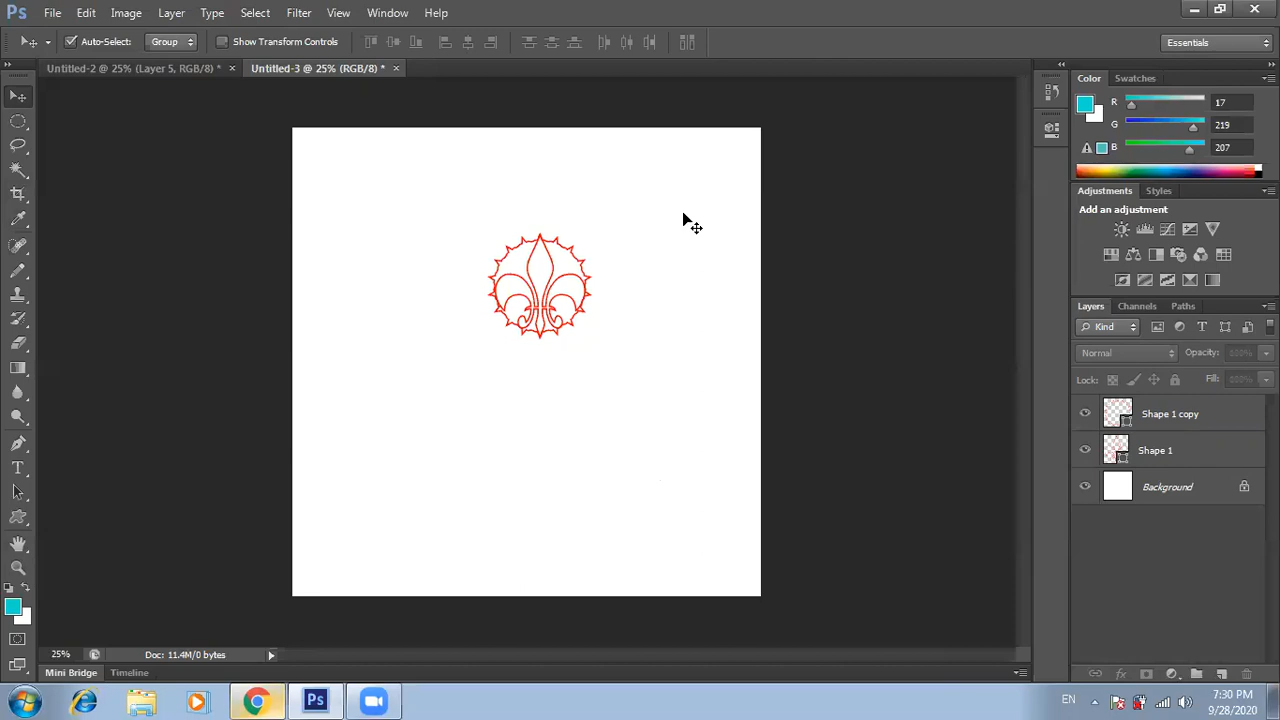 Ps File Edit Image Layer Type Select Filter View Window Help
Auto-Select: Group Show Transform Controls Essentials
Untitled-2 @ 25% (Layer 5, RGB/8) * × Untitled-3 @ 25% (RGB/8) * ×
Color Swatches
R 17
G 219
B 207
Adjustments Styles
Add an adjustment
Layers Channels Paths
Kind
Normal Opacity:
Lock: Fill:
Shape 1 copy
Shape 1
Background
25% Doc: 11.4M/0 bytes
Mini Bridge Timeline
Ps EN 7:30 PM
9/28/2020